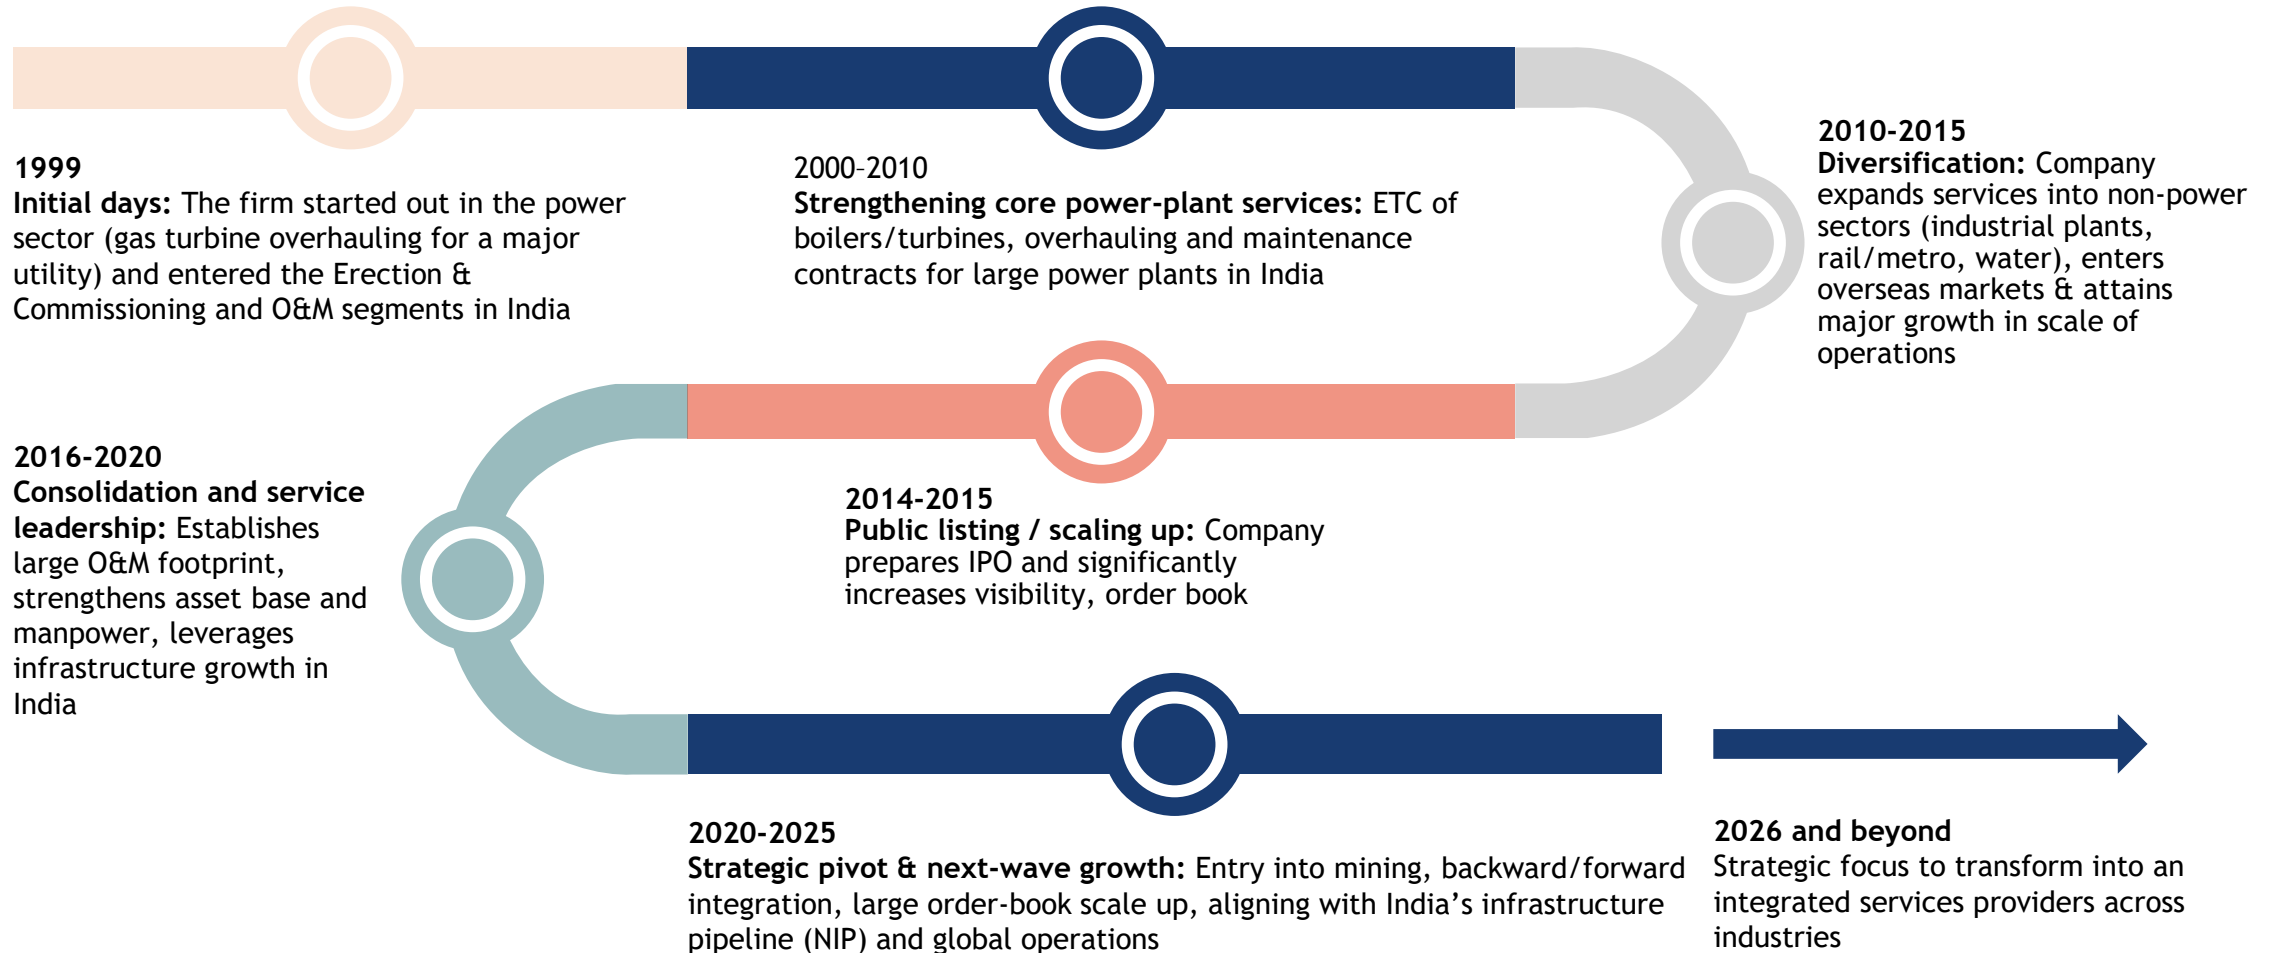 1999
Initial days: The firm started out in the power
sector (gas turbine overhauling for a major
utility) and entered the Erection &
Commissioning and O&M segments in India
2000-2010
Strengthening core power-plant services: ETC of
boilers/turbines, overhauling and maintenance
contracts for large power plants in India
2010-2015
Diversification: Company
expands services into non-power
sectors (industrial plants,
rail/metro, water), enters
overseas markets & attains
major growth in scale of
operations
2014-2015
Public listing / scaling up: Company
prepares IPO and significantly
increases visibility, order book
2016-2020
Consolidation and service
leadership: Establishes
large O&M footprint,
strengthens asset base and
manpower, leverages
infrastructure growth in
India
2020-2025
Strategic pivot & next-wave growth: Entry into mining, backward/forward
integration, large order-book scale up, aligning with India’s infrastructure
pipeline (NIP) and global operations
2026 and beyond
Strategic focus to transform into an
integrated services providers across
industries